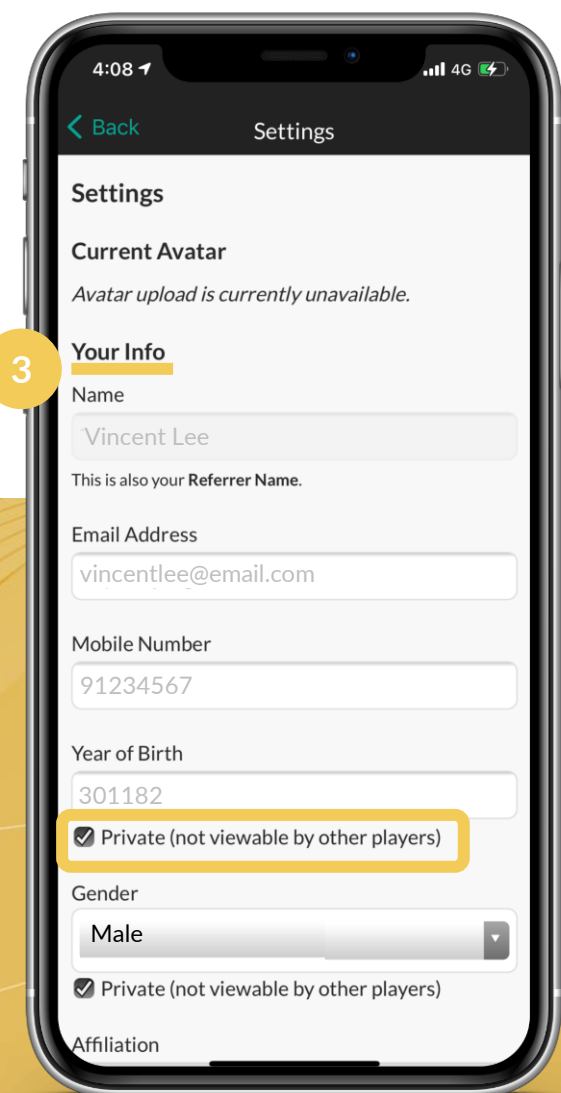 4:08
4G
Back
Settings
Settings
Current Avatar
Avatar upload is currently unavailable.
3
Your Info
Name
Vincent Lee
This is also your Referrer Name.
Email Address
vincentlee@email.com
Mobile Number
91234567
Year of Birth
301182
Private (not viewable by other players)
Gender
Male
Private (not viewable by other players)
Affiliation